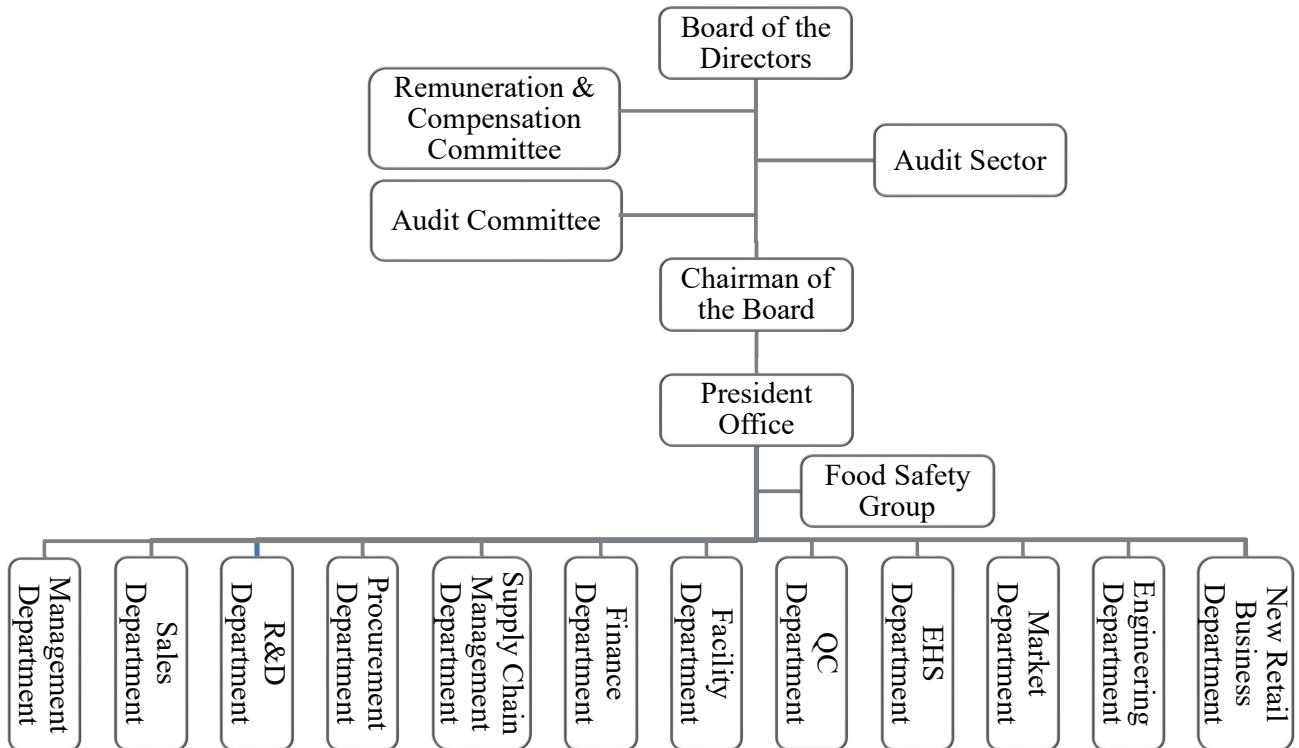 Board of the
Directors
Remuneration &
Compensation
Committee
Audit Sector
Audit Committee
Chairman of
the Board
President
Office
Food Safety
Group
Management
Department
Sales
Department
R&D
Department
Procurement
Department
Supply Chain
Management
Department
Finance
Department
Facility
Department
QC
Department
EHS
Department
Market
Department
Engineering
Department
New Retail
Business
Department